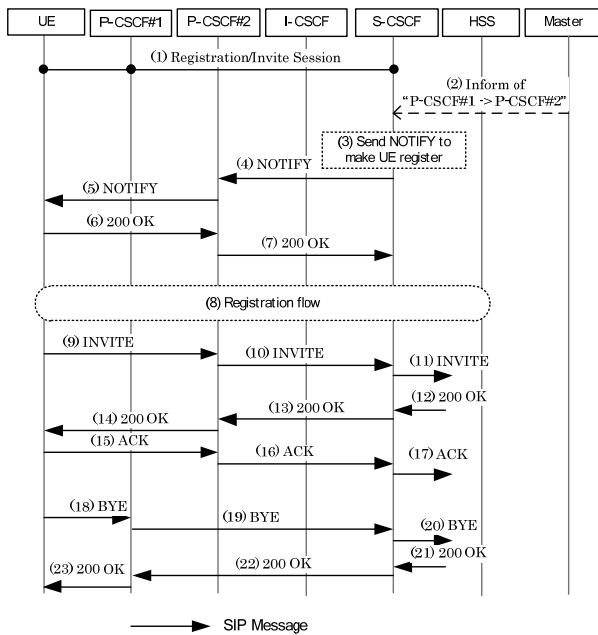 UE P-CSCF#1 P-CSCF#2 I-CSCF S-CSCF HSS Master
(1) Registration/Invite Session
(2) Inform of
"P-CSCF#1 -> P-CSCF#2"
(3) Send NOTIFY to
make UE register
(4) NOTIFY
(5) NOTIFY
(6) 200 OK
(7) 200 OK
(8) Registration flow
(9) INVITE
(10) INVITE
(11) INVITE
(12) 200 OK
(13) 200 OK
(14) 200 OK
(15) ACK
(16) ACK
(17) ACK
(18) BYE
(19) BYE
(20) BYE
(21) 200 OK
(22) 200 OK
(23) 200 OK
SIP Message